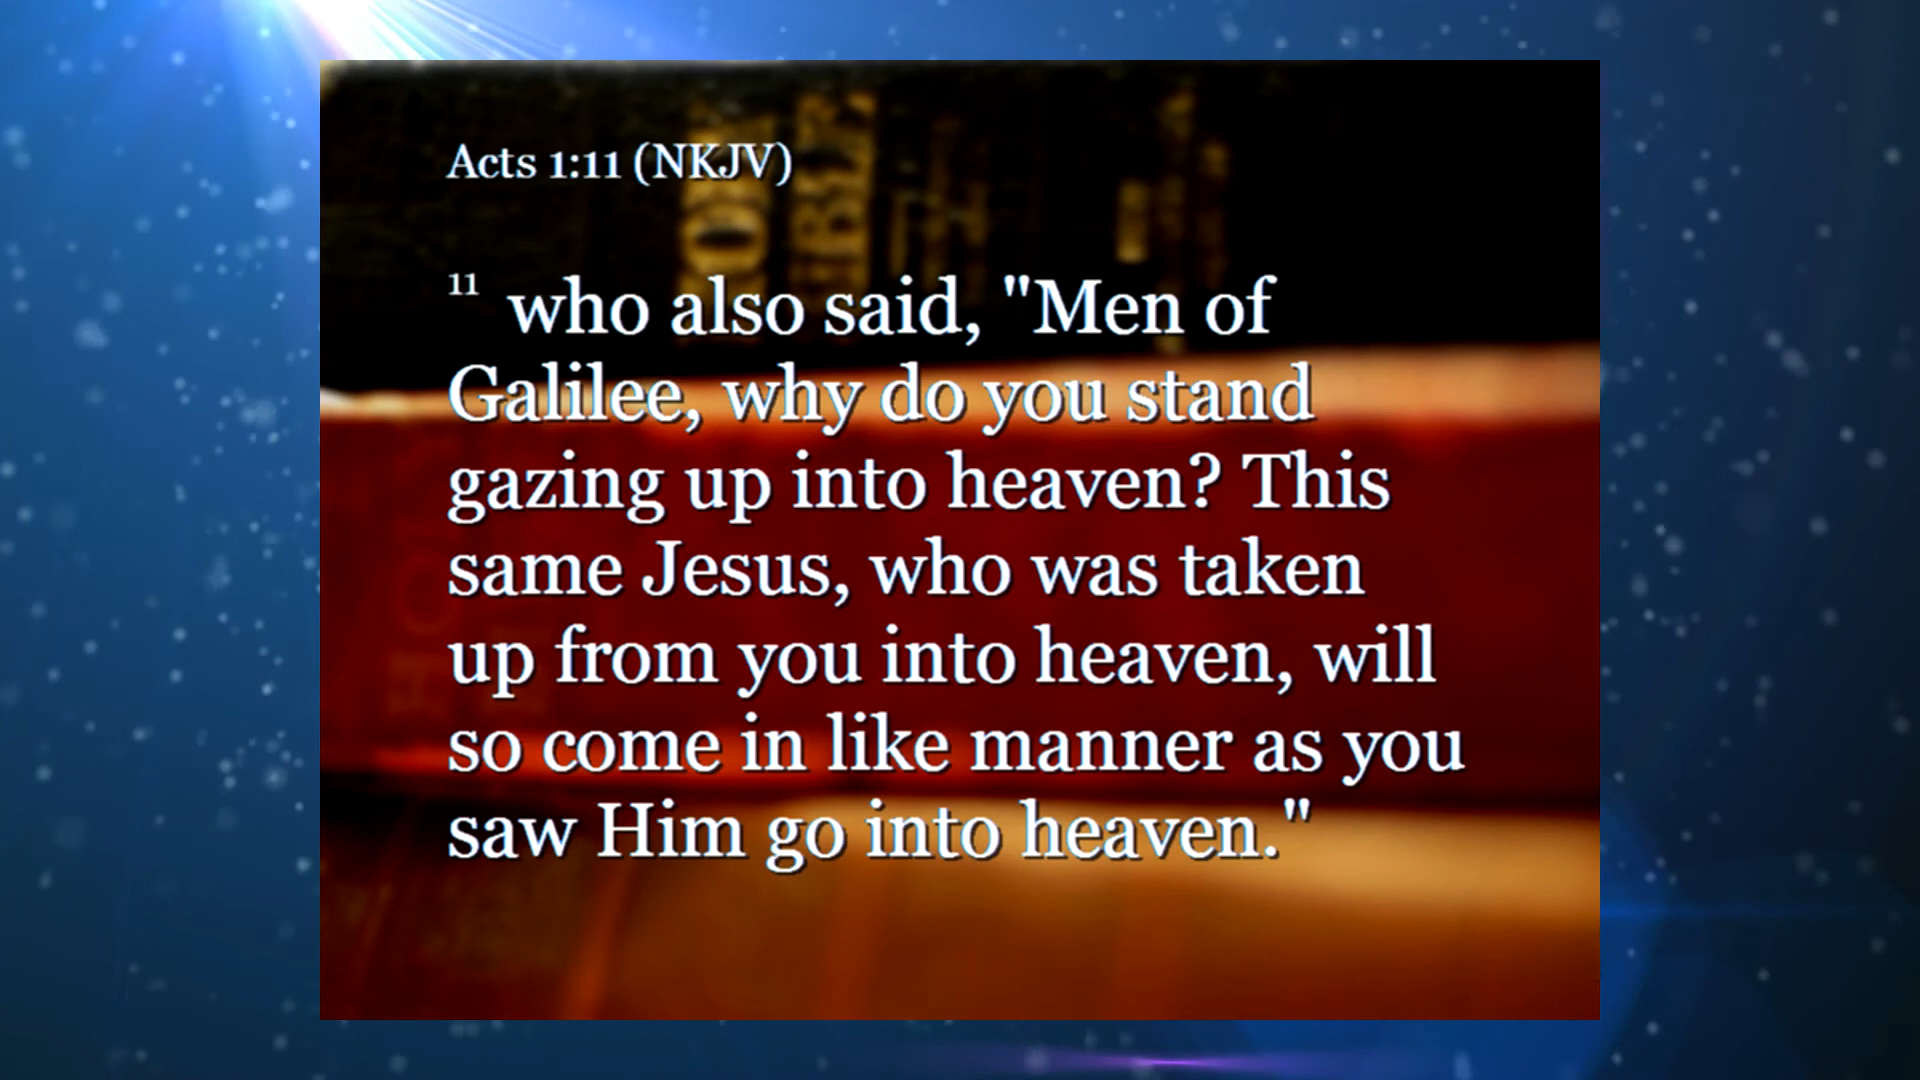 Acts 1:11 (NKJV)
11 who also said, "Men of
Galilee, why do you stand
gazing up into heaven? This
same Jesus, who was taken
up from you into heaven, will
so come in like manner as you
saw Him go into heaven."